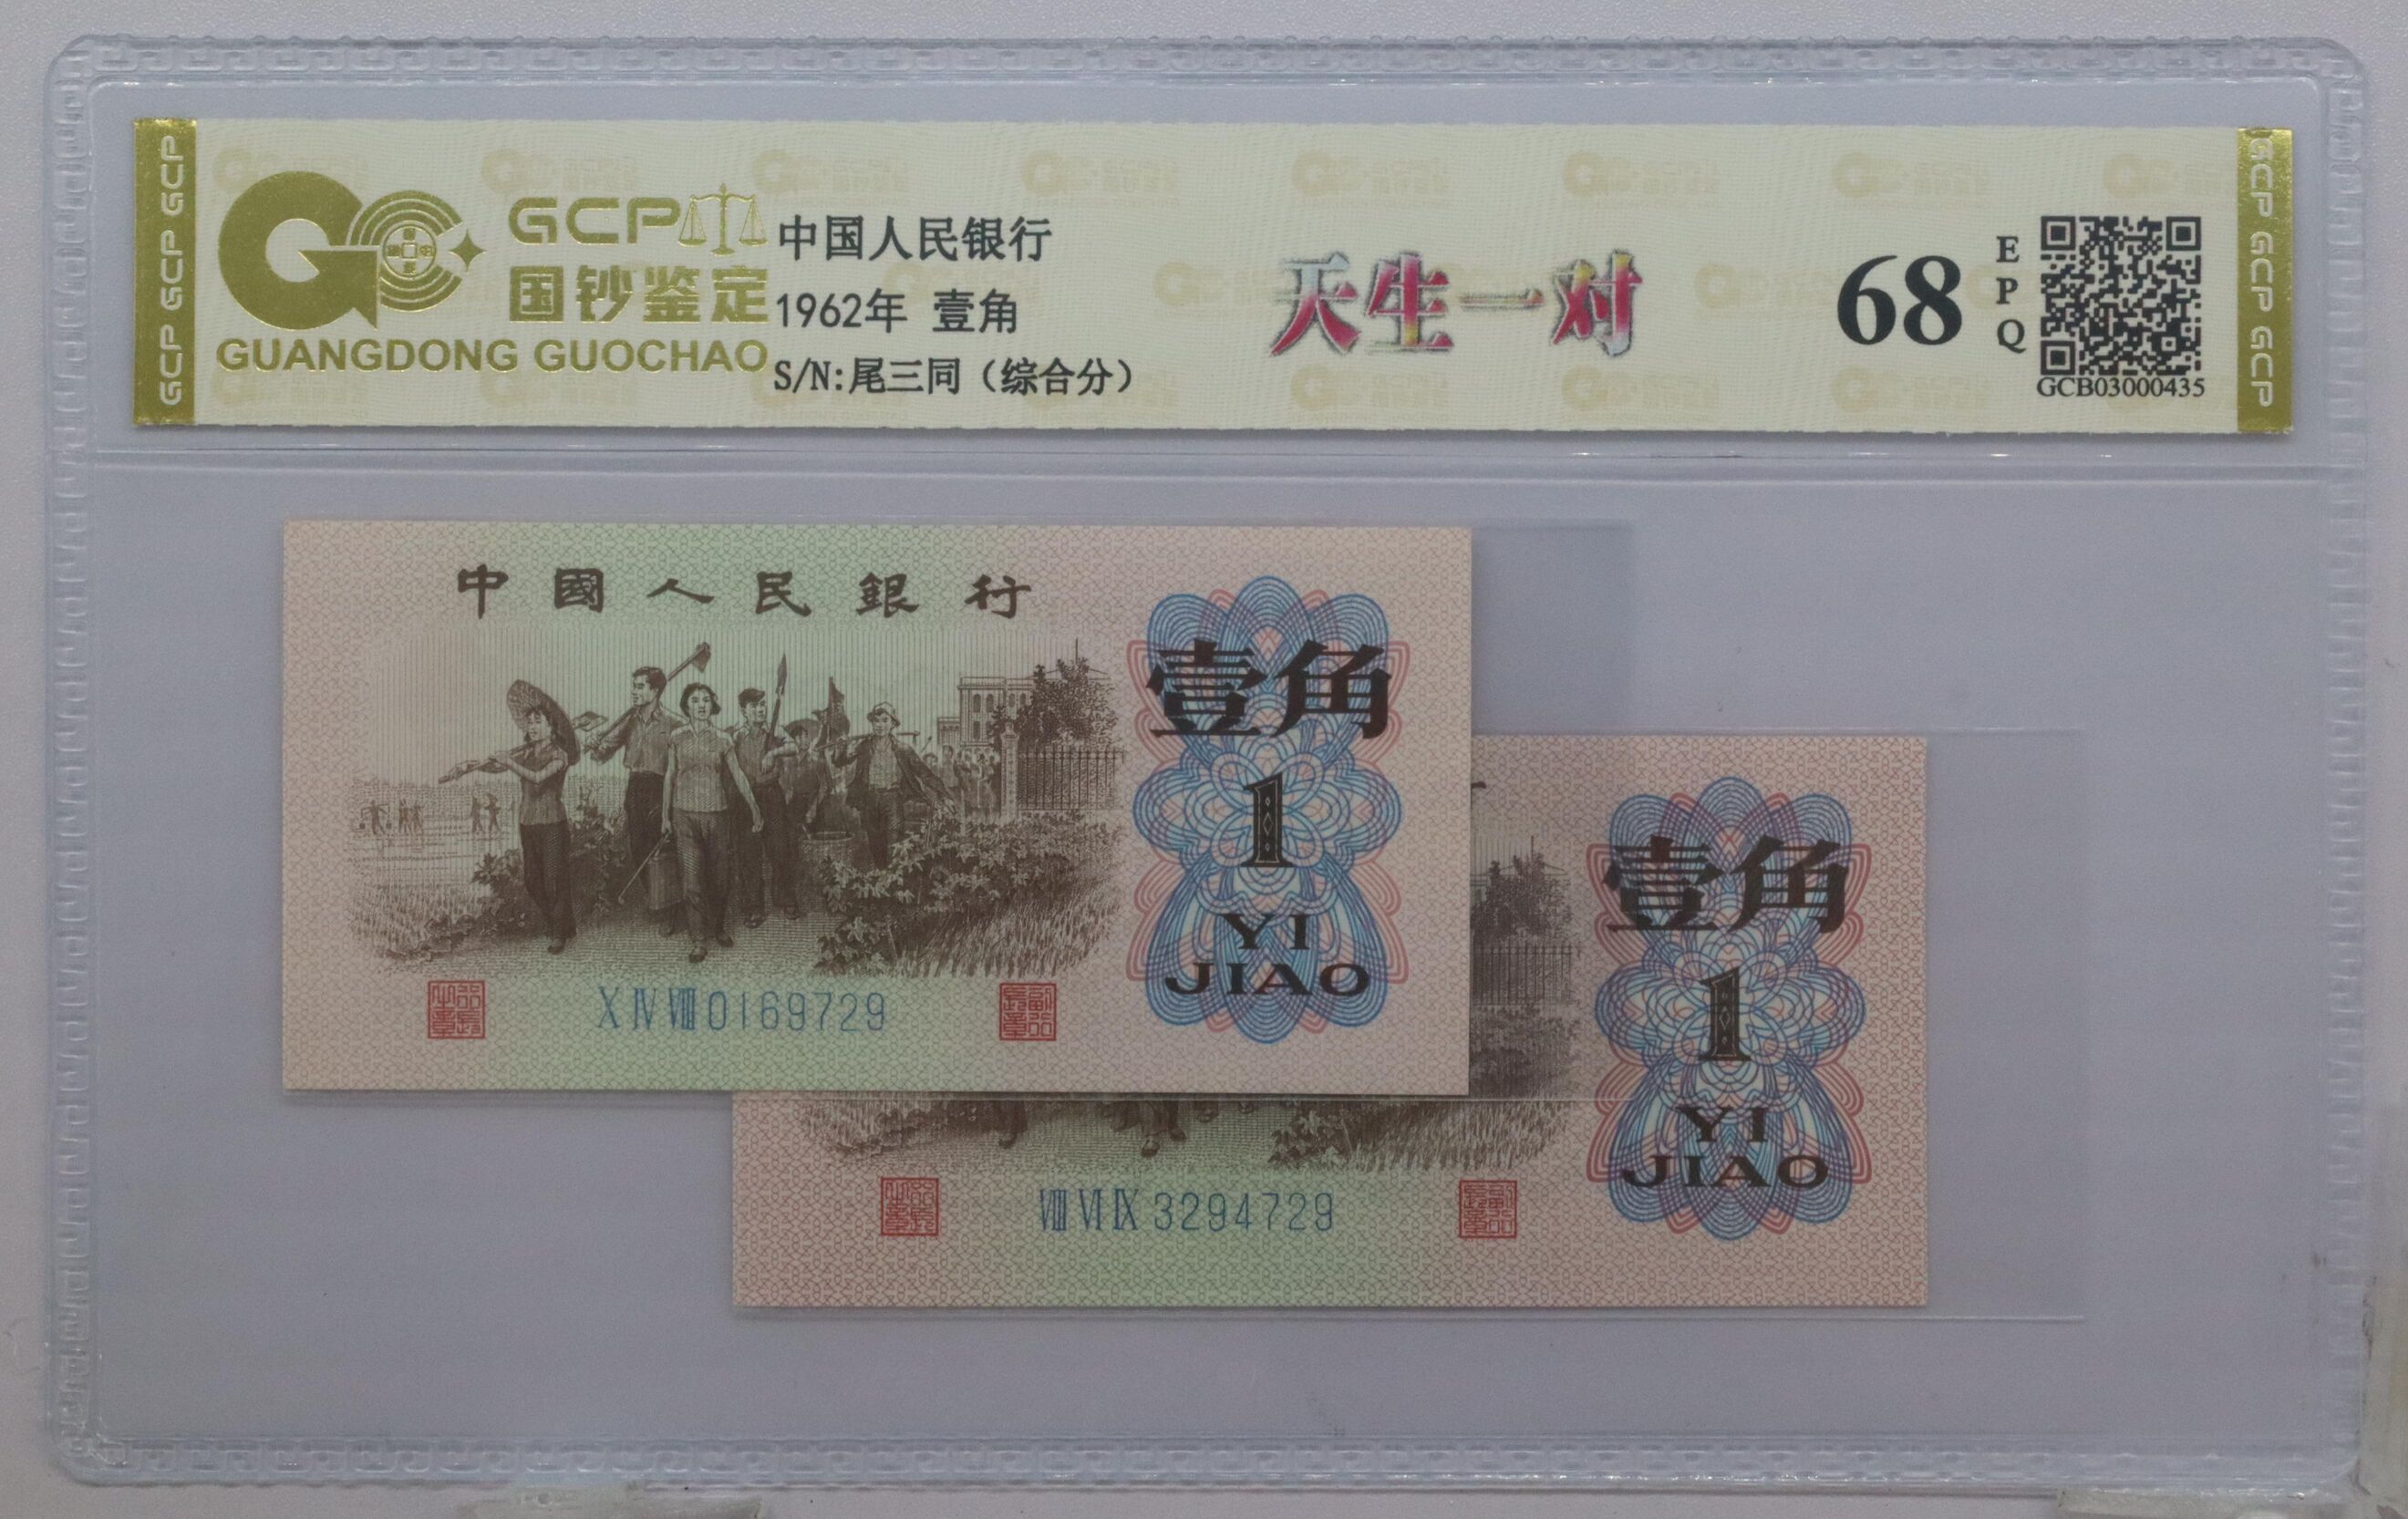 GCP GCP GCP
GCP
国钞鉴定
GUANGDONG GUOCHAO
中国人民银行
1962年 壹角
S/N:尾三同（综合分）
天生一对
68
EPQ
GCB03000435
GCP GCP GCP
中國人民銀行
壹角
1
YI
JIAO
X IV VIII 0169729
壹角
1
YI
JIAO
VIII VI IX 3294729